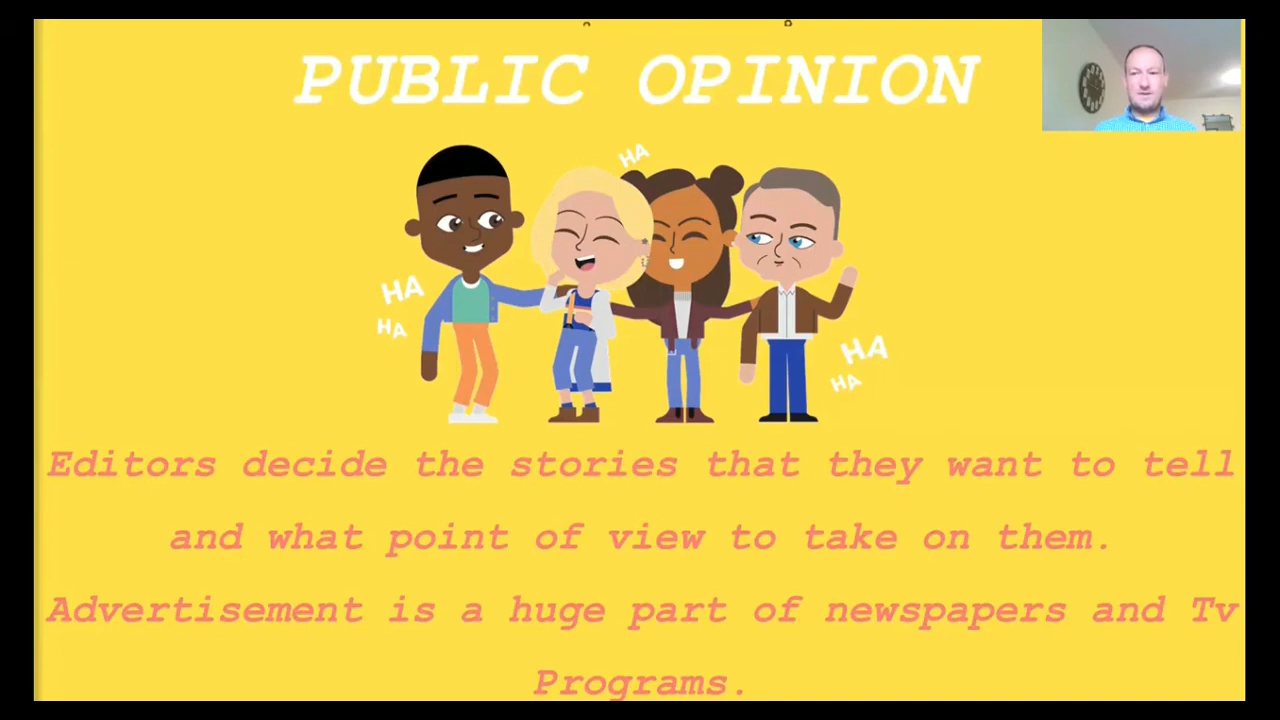 PUBLIC OPINION
HA
HA
HA
HA
HA
Editors decide the stories that they want to tell
and what point of view to take on them.
Advertisement is a huge part of newspapers and Tv
Programs.